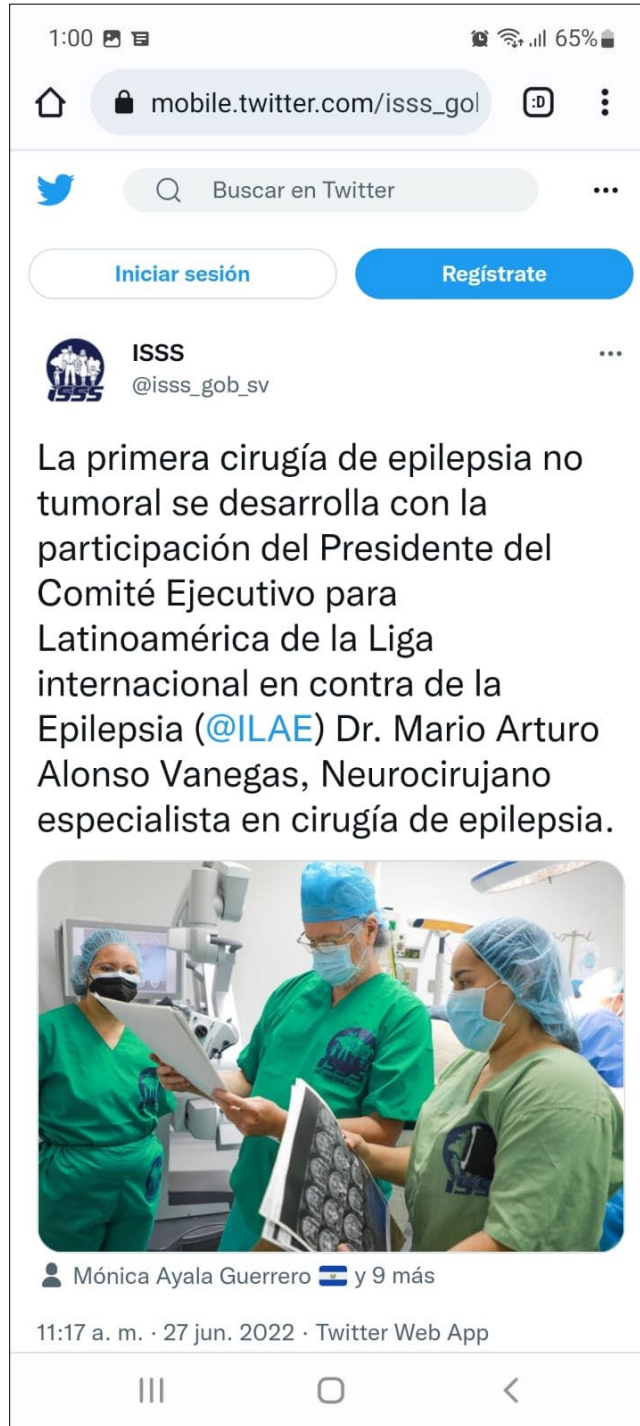 1:00 65%
mobile.twitter.com/isss_gol :D
Buscar en Twitter
Iniciar sesión Regístrate
ISSS
@isss_gob_sv
La primera cirugía de epilepsia no
tumoral se desarrolla con la
participación del Presidente del
Comité Ejecutivo para
Latinoamérica de la Liga
internacional en contra de la
Epilepsia (@ILAE) Dr. Mario Arturo
Alonso Vanegas, Neurocirujano
especialista en cirugía de epilepsia.
ISSS
ISSS
Mónica Ayala Guerrero y 9 más
11:17 a. m. · 27 jun. 2022 · Twitter Web App